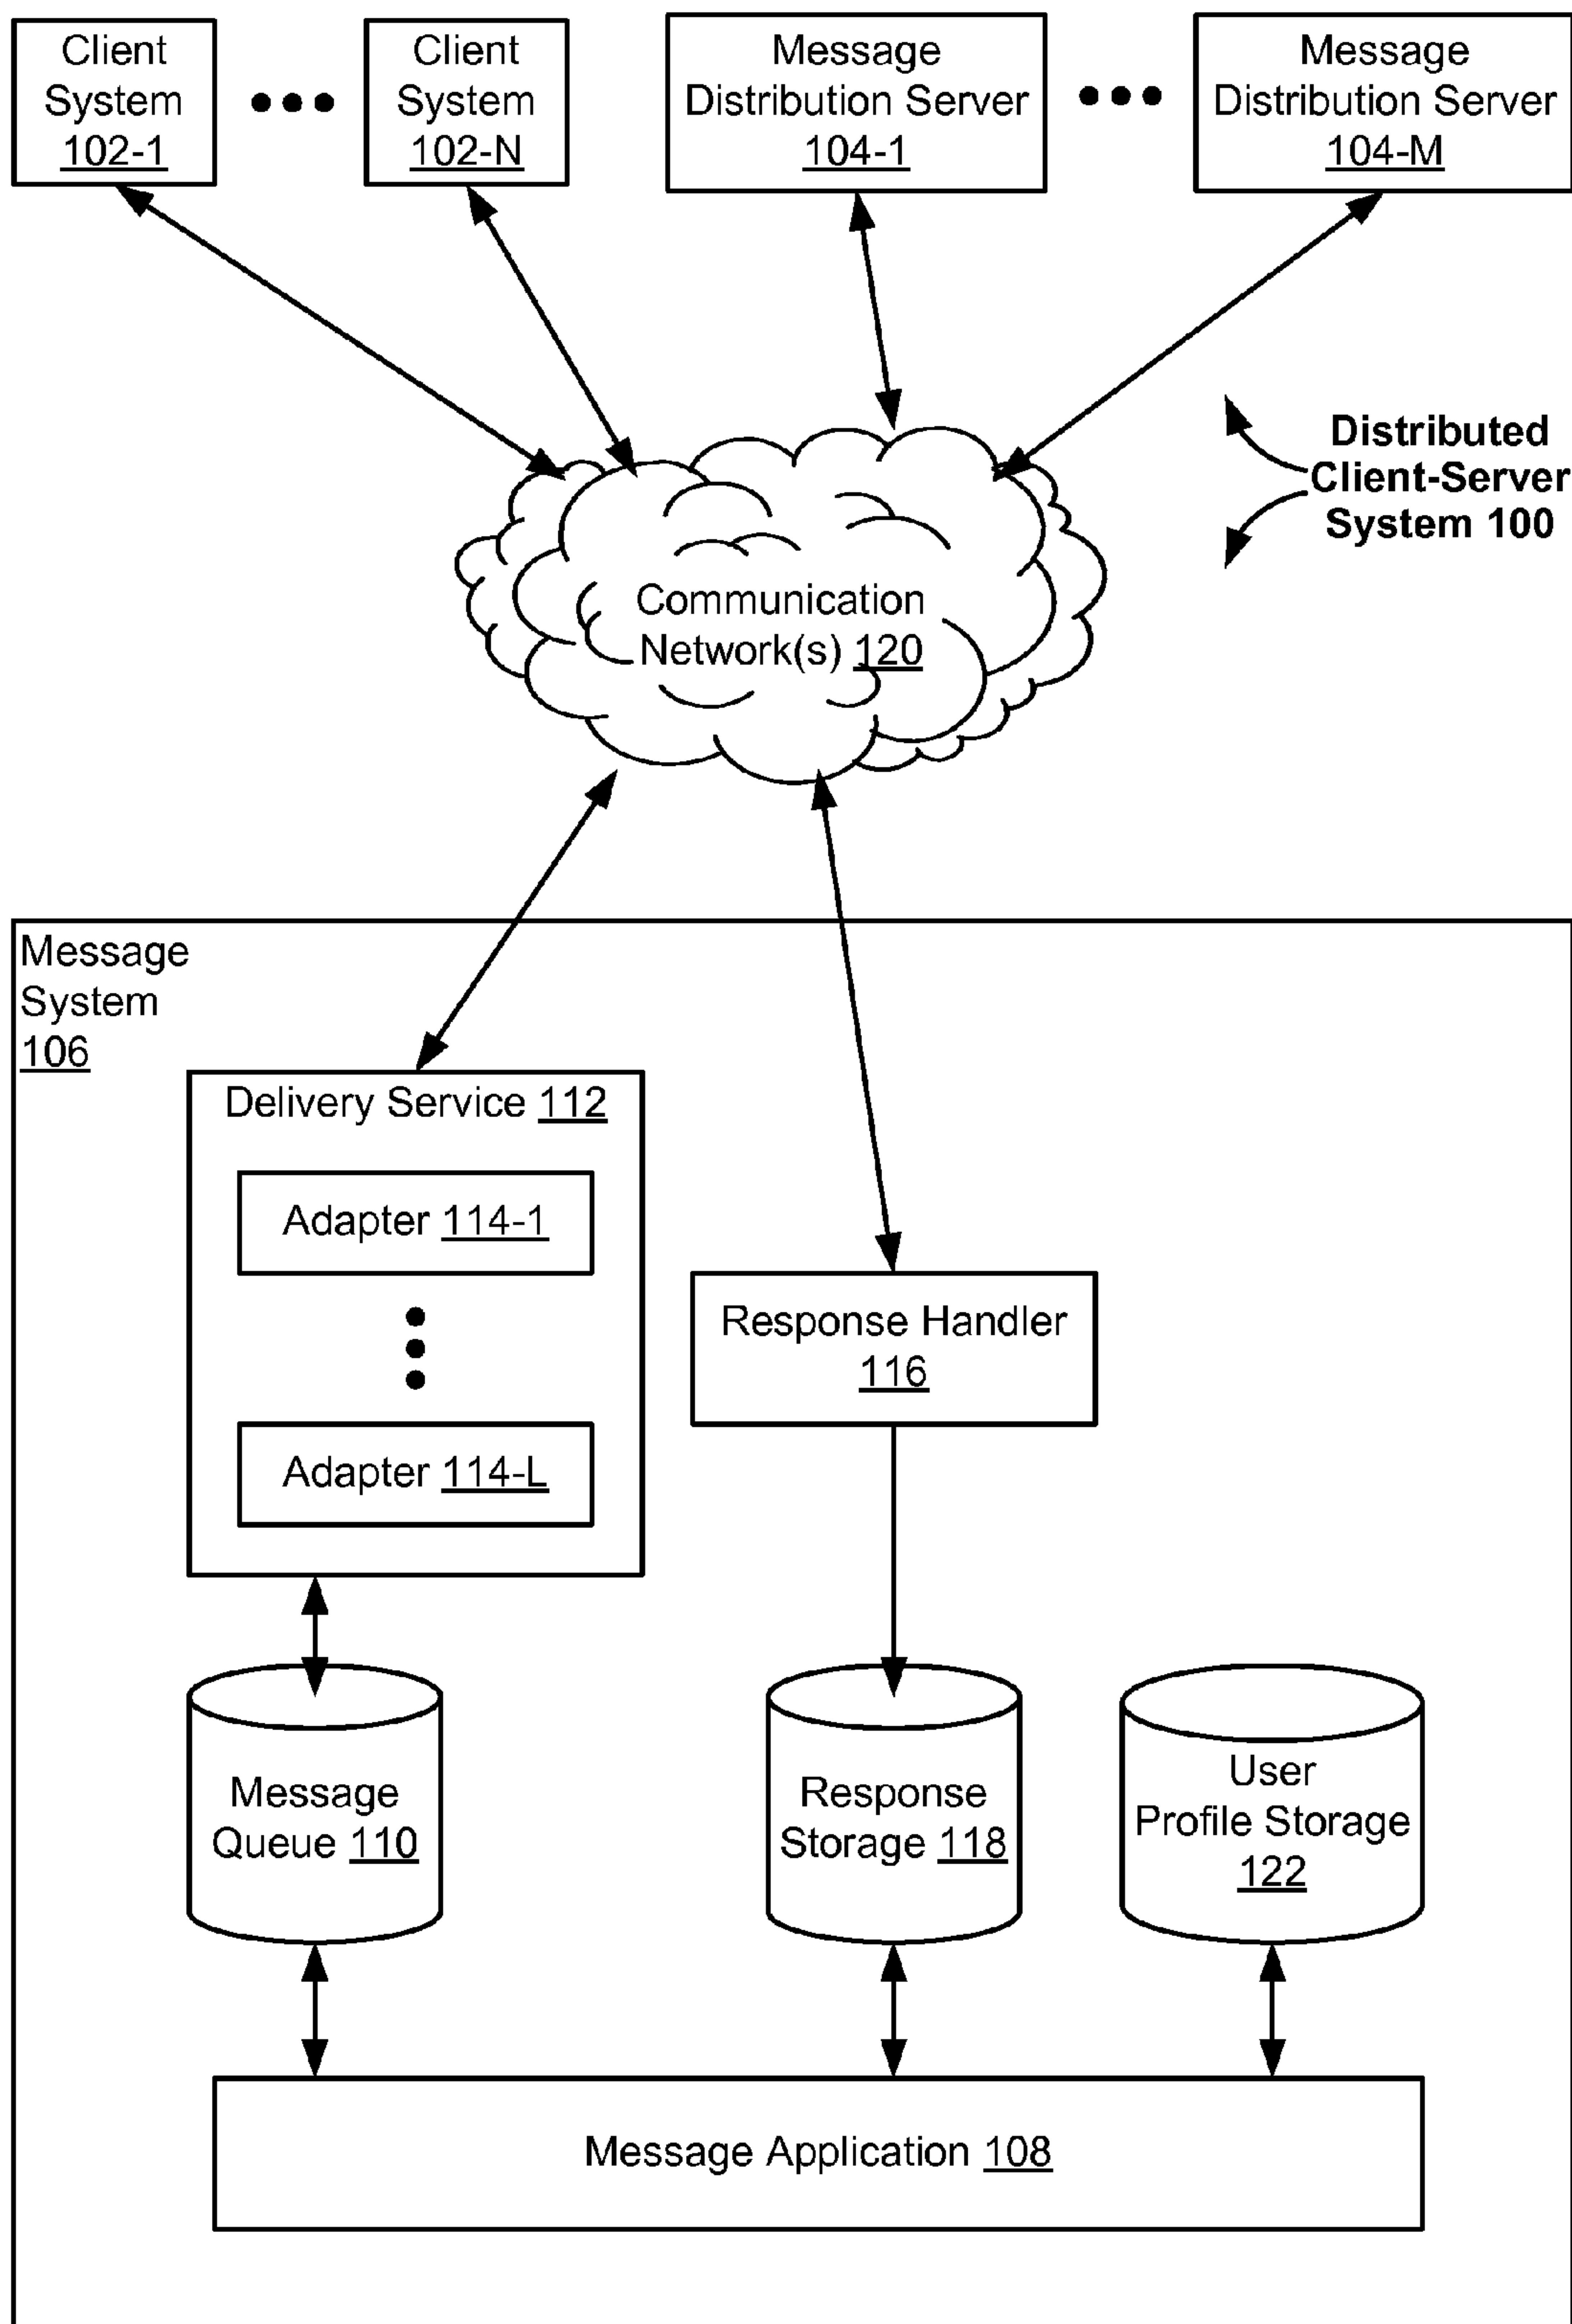 Client
System
102-1
Client
System
102-N
Message
Distribution Server
104-1
Message
Distribution Server
104-M
Distributed
Client-Server
System 100
Communication
Network(s) 120
Message
System
106
Delivery Service 112
Adapter 114-1
Adapter 114-L
Response Handler
116
Message
Queue 110
Response
Storage 118
User
Profile Storage
122
Message Application 108